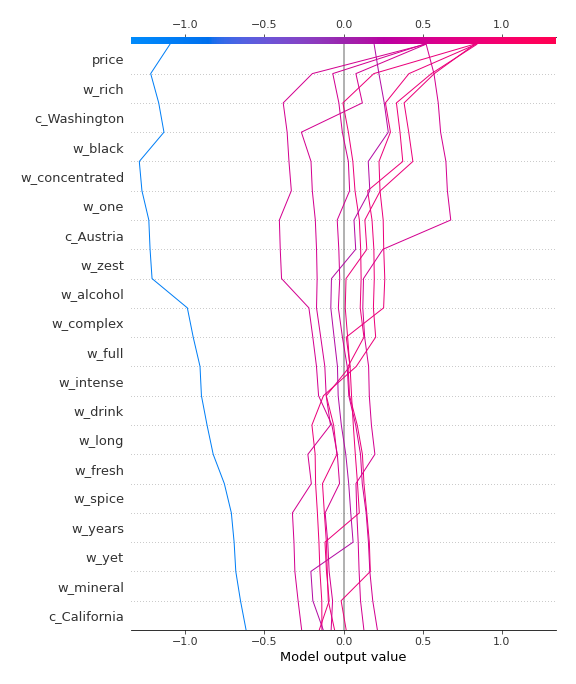 −1.0 −0.5 0.0 0.5 1.0
price
w_rich
c_Washington
w_black
w_concentrated
w_one
c_Austria
w_zest
w_alcohol
w_complex
w_full
w_intense
w_drink
w_long
w_fresh
w_spice
w_years
w_yet
w_mineral
c_California
−1.0 −0.5 0.0 0.5 1.0
Model output value